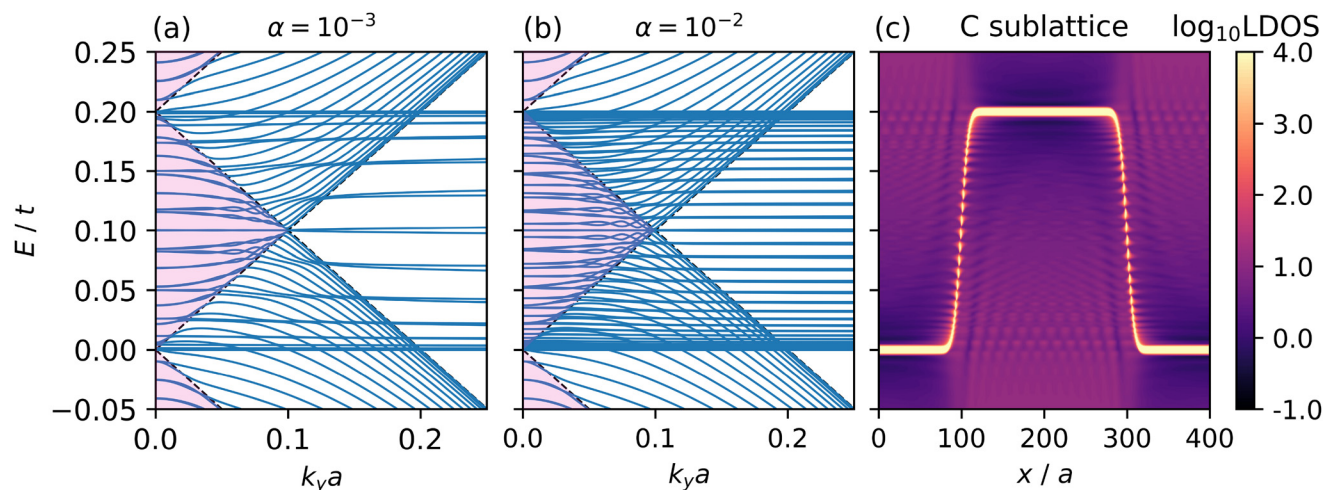 (a) α = 10⁻³
(b) α = 10⁻²
(c) C sublattice log₁₀LDOS
0.25
0.20
0.15
0.10
0.05
0.00
−0.05
E / t
0.0 0.1 0.2
k_y a
0.0 0.1 0.2
k_y a
0 100 200 300 400
x / a
4.0
3.0
2.0
1.0
0.0
-1.0